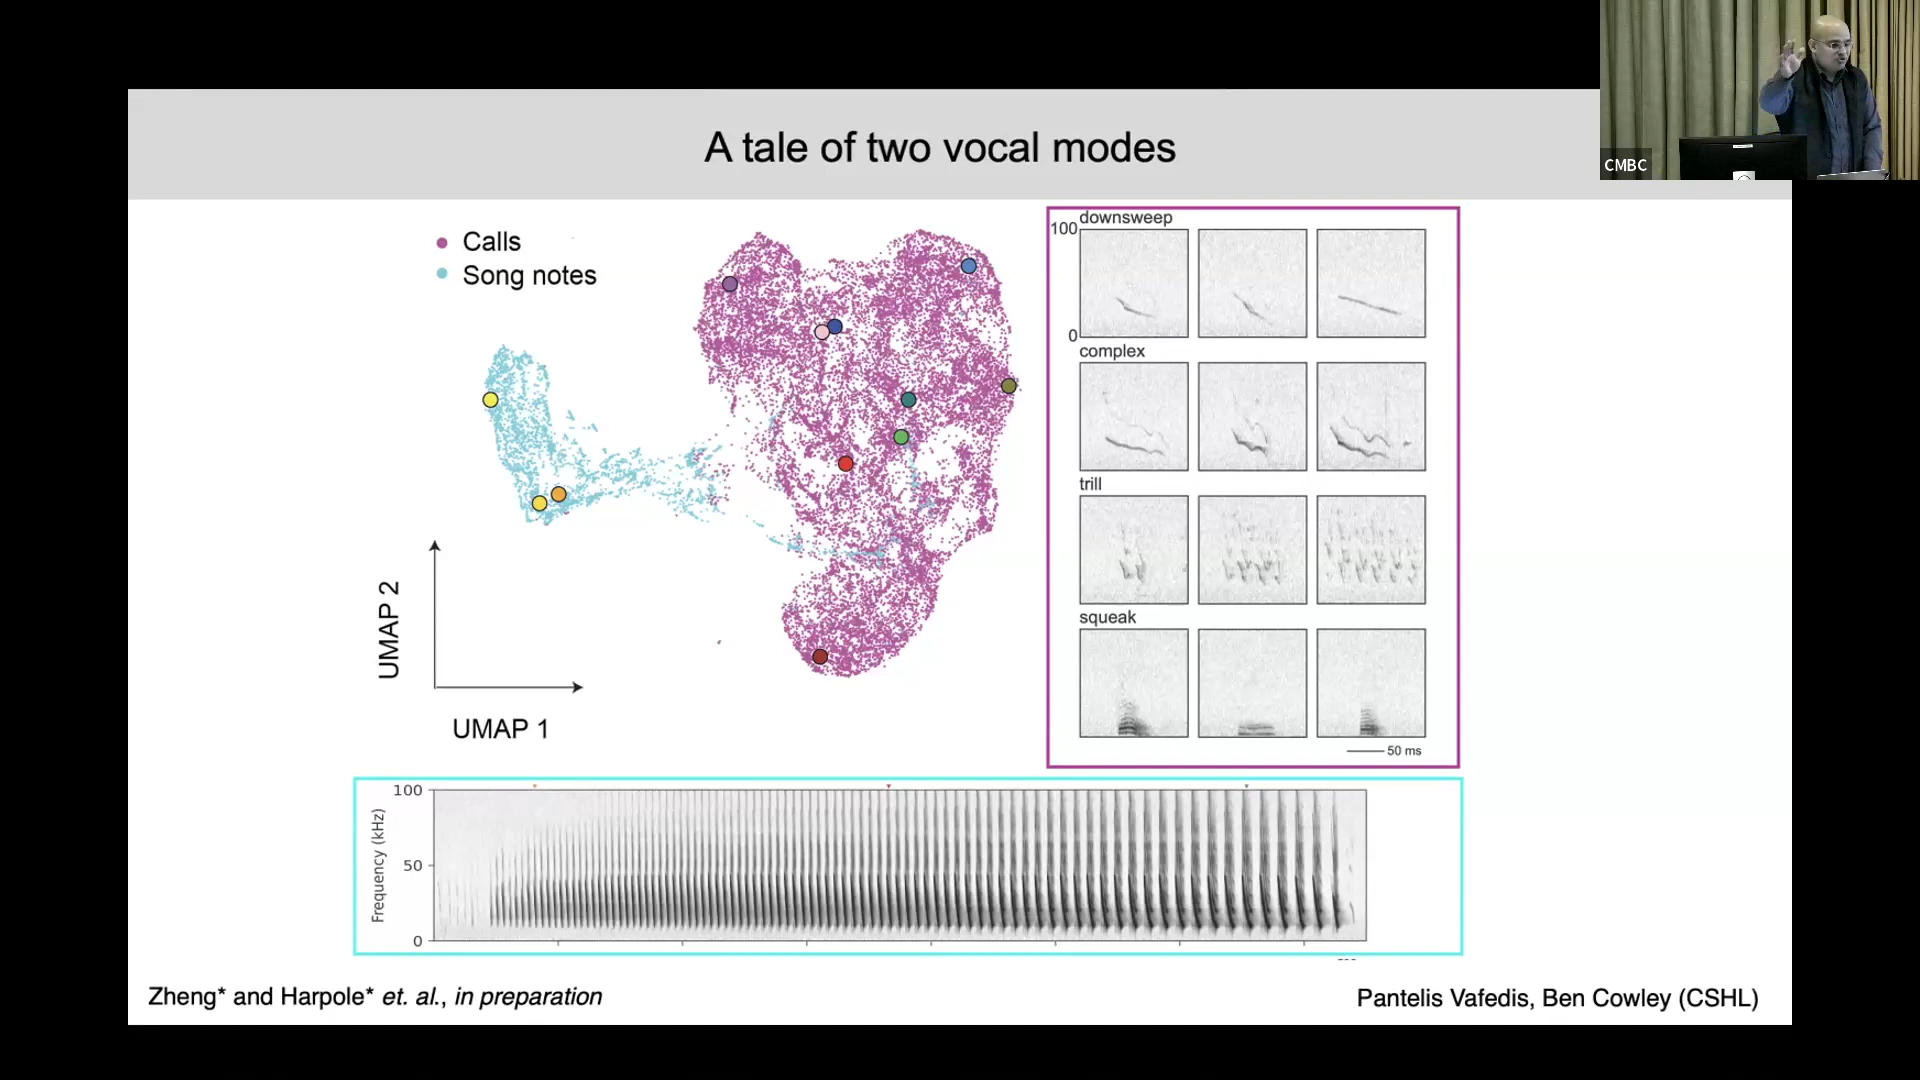 CMBC
A tale of two vocal modes
Calls
Song notes
UMAP 2
UMAP 1
downsweep
100
0
complex
trill
squeak
50 ms
100
50
0
Frequency (kHz)
Zheng* and Harpole* et. al., in preparation
Pantelis Vafedis, Ben Cowley (CSHL)